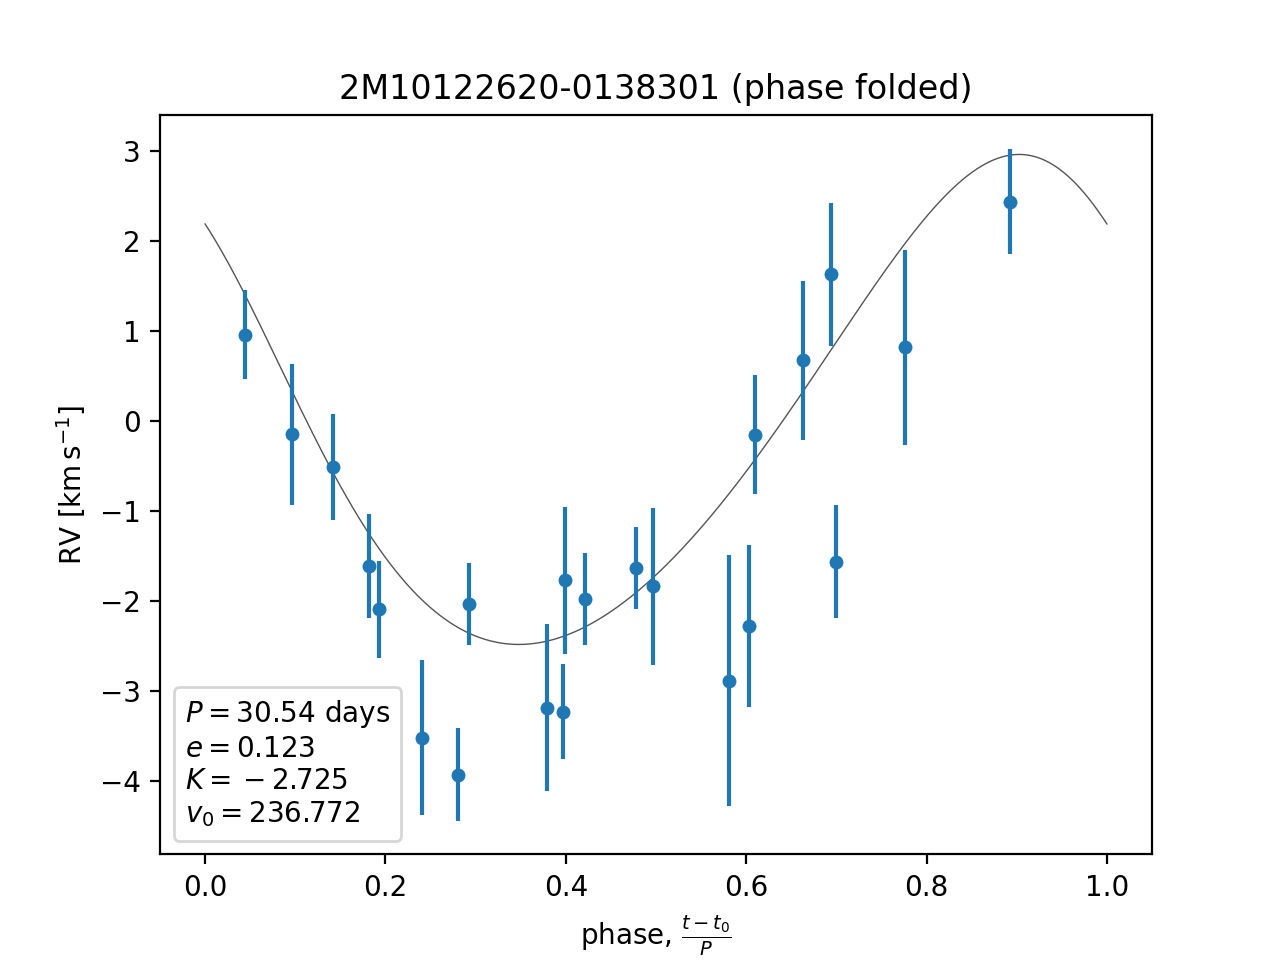 2M10122620-0138301 (phase folded)
RV [km s⁻¹]
3
2
1
0
−1
−2
−3
−4
P = 30.54 days
e = 0.123
K = −2.725
v₀ = 236.772
0.0 0.2 0.4 0.6 0.8 1.0
phase, (t − t₀)/P